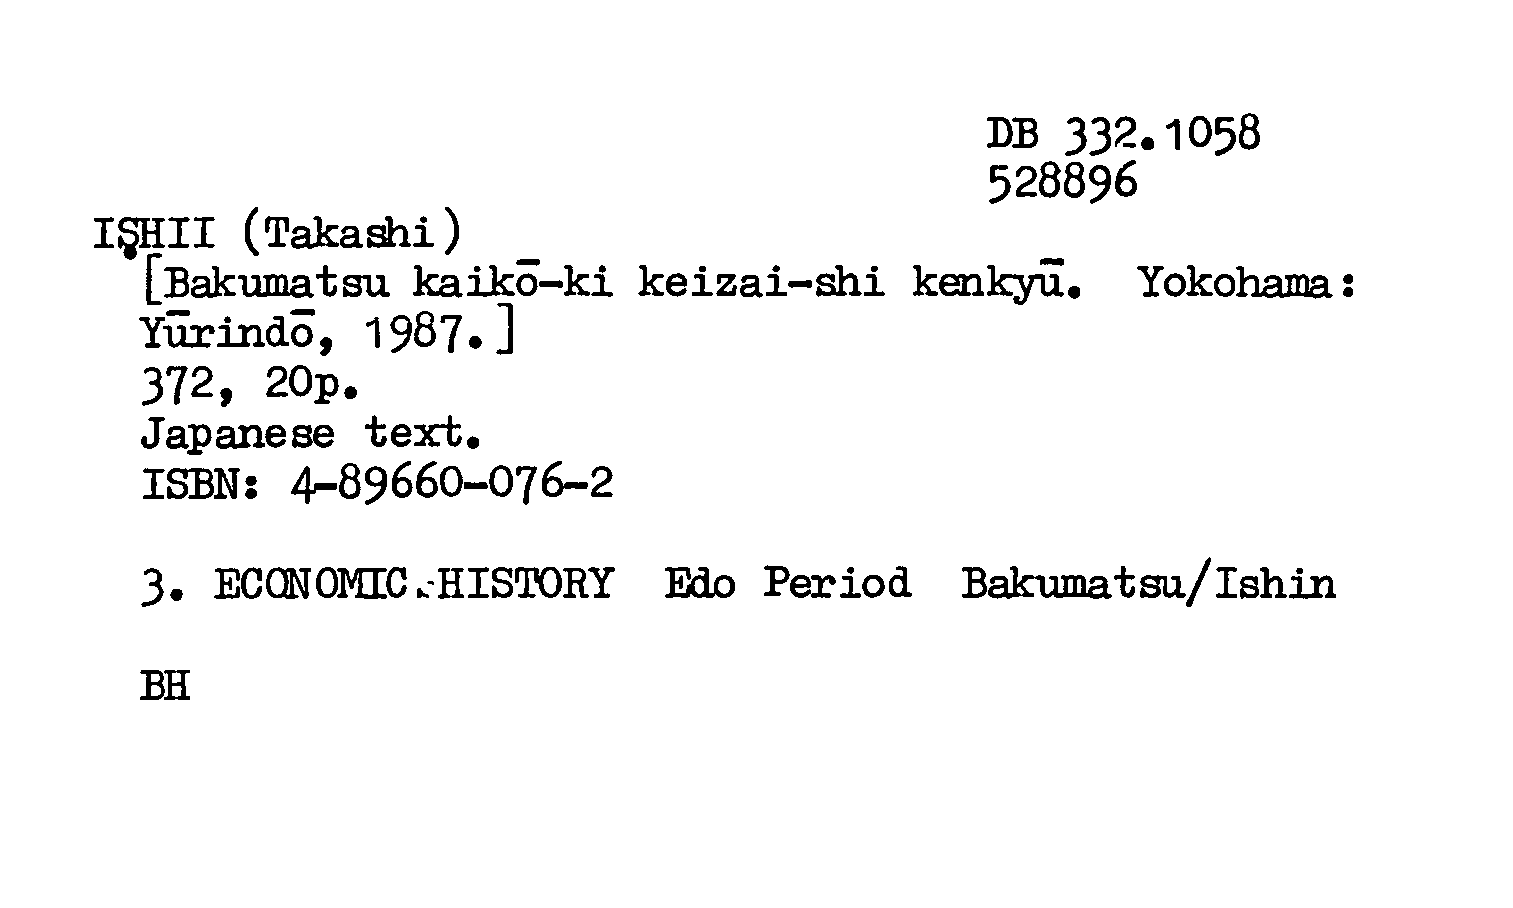 DB 332.1058
528896
ISHII (Takashi)
[Bakumatsu kaikō-ki keizai-shi kenkyū. Yokohama:
Yūrindō, 1987.]
372, 20p.
Japanese text.
ISBN: 4-89660-076-2
3. ECONOMIC HISTORY Edo Period Bakumatsu/Ishin
BH